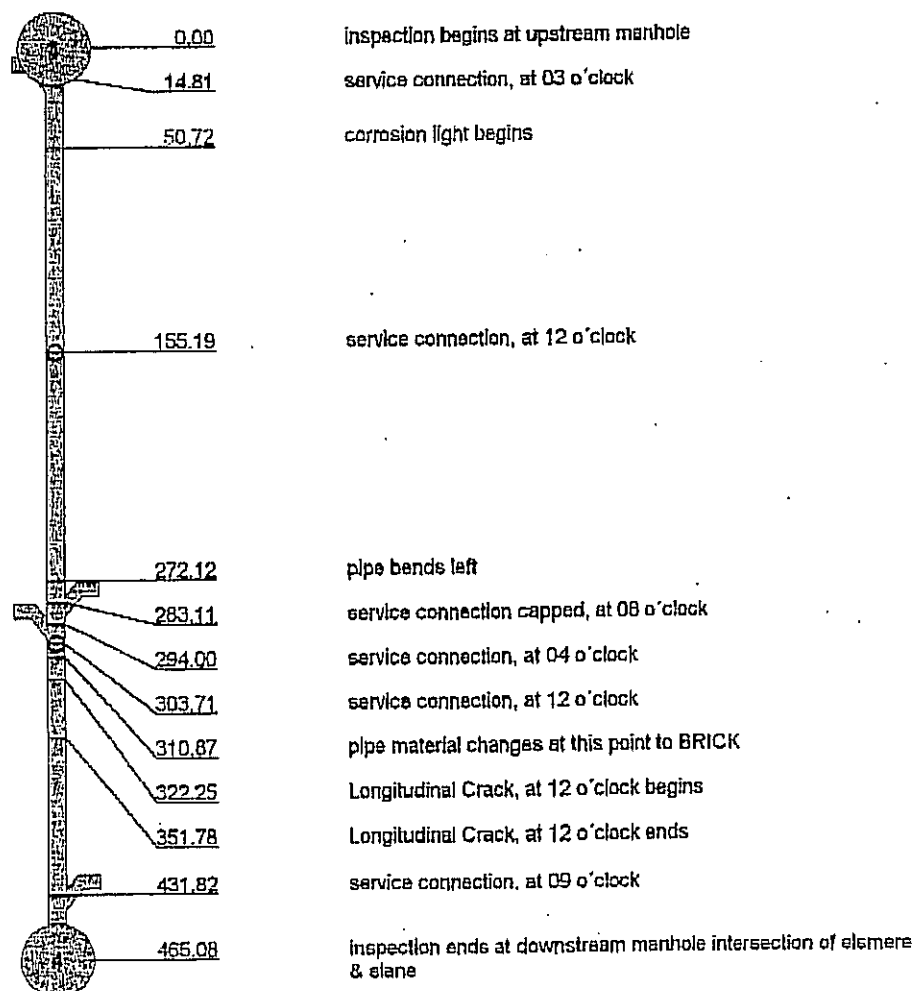 0.00 inspection begins at upstream manhole
14.81 service connection, at 03 o'clock
50.72 corrosion light begins
155.19 service connection, at 12 o'clock
272.12 pipe bends left
283.11 service connection capped, at 08 o'clock
294.00 service connection, at 04 o'clock
303.71 service connection, at 12 o'clock
310.87 pipe material changes at this point to BRICK
322.25 Longitudinal Crack, at 12 o'clock begins
351.78 Longitudinal Crack, at 12 o'clock ends
431.82 service connection, at 09 o'clock
465.08 inspection ends at downstream manhole intersection of elsmere
& slane